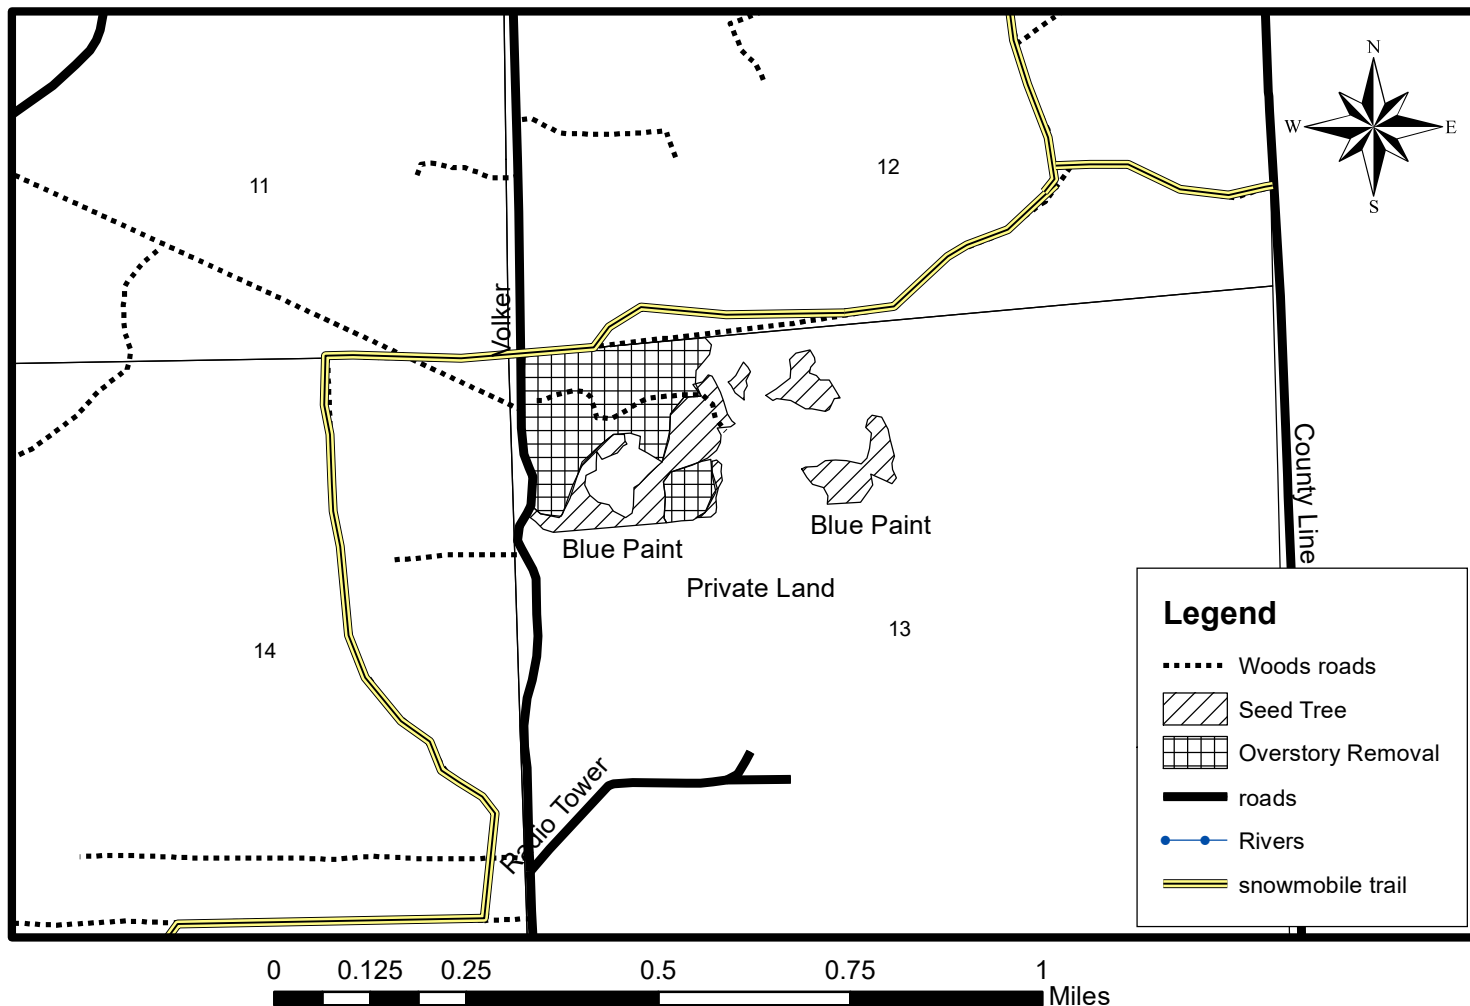 N
W E
S
11
12
Volker
County Line
Blue Paint
Blue Paint
Private Land
13
14
Radio Tower
Legend
Woods roads
Seed Tree
Overstory Removal
roads
Rivers
snowmobile trail
0 0.125 0.25 0.5 0.75 1
Miles